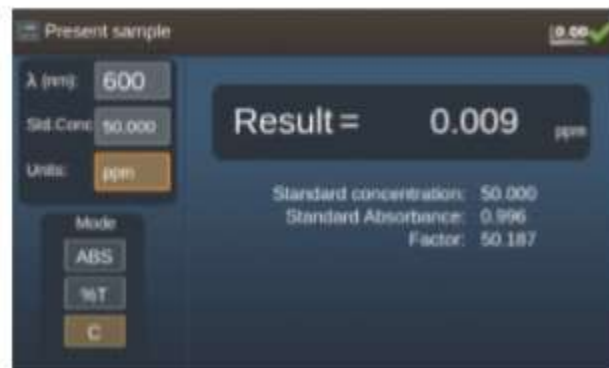 Present sample
0.00
λ (nm): 600
Std.Conc 50.000
Units: ppm
Mode
ABS
%T
C
Result = 0.009 ppm
Standard concentration: 50.000
Standard Absorbance: 0.996
Factor: 50.187